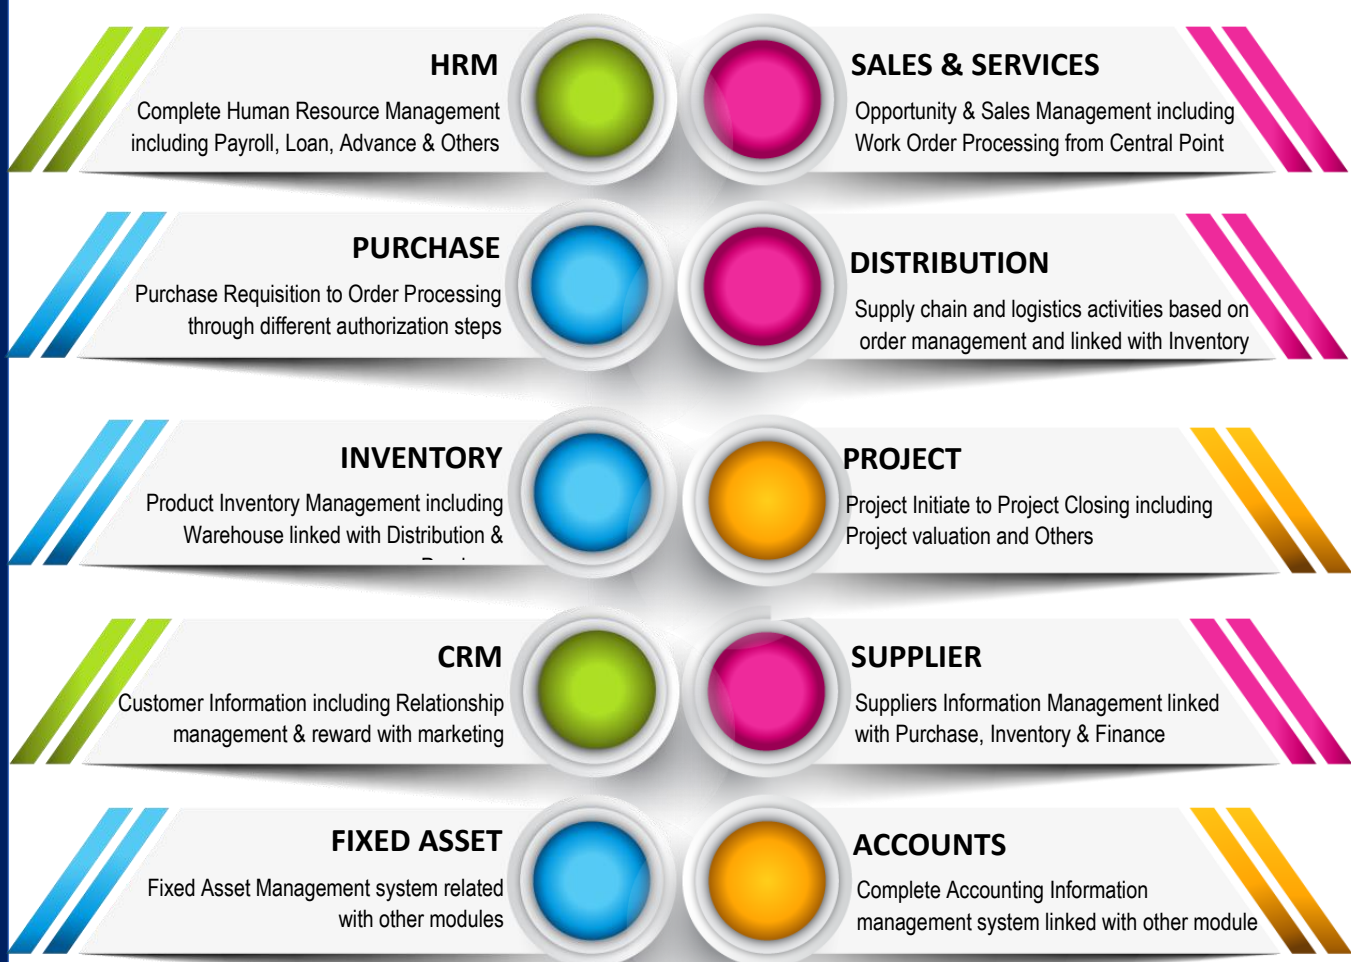 HRM
Complete Human Resource Management
including Payroll, Loan, Advance & Others
SALES & SERVICES
Opportunity & Sales Management including
Work Order Processing from Central Point
PURCHASE
Purchase Requisition to Order Processing
through different authorization steps
DISTRIBUTION
Supply chain and logistics activities based on
order management and linked with Inventory
INVENTORY
Product Inventory Management including
Warehouse linked with Distribution &
PROJECT
Project Initiate to Project Closing including
Project valuation and Others
CRM
Customer Information including Relationship
management & reward with marketing
SUPPLIER
Suppliers Information Management linked
with Purchase, Inventory & Finance
FIXED ASSET
Fixed Asset Management system related
with other modules
ACCOUNTS
Complete Accounting Information
management system linked with other module